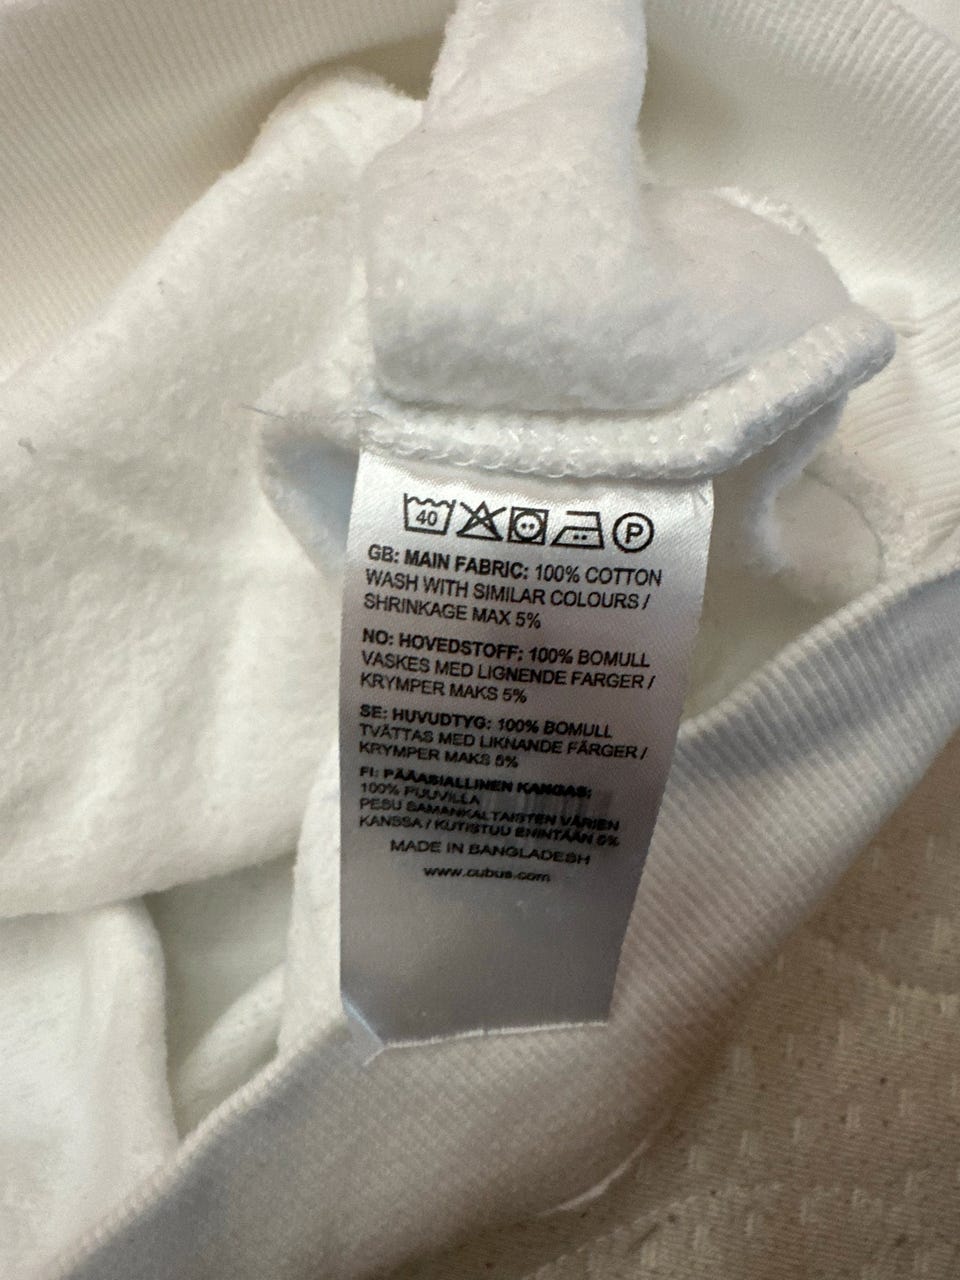 40 P
GB: MAIN FABRIC: 100% COTTON
WASH WITH SIMILAR COLOURS /
SHRINKAGE MAX 5%
NO: HOVEDSTOFF: 100% BOMULL
VASKES MED LIGNENDE FARGER /
KRYMPER MAKS 5%
SE: HUVUDTYG: 100% BOMULL
TVÄTTAS MED LIKNANDE FÄRGER /
KRYMPER MAKS 5%
FI: PÄÄASIALLINEN KANGAS:
100% PUUVILLA
PESU SAMANKALTAISTEN VÄRIEN
KANSSA / KUTISTUU ENINTÄÄN 5%
MADE IN BANGLADESH
www.cubus.com